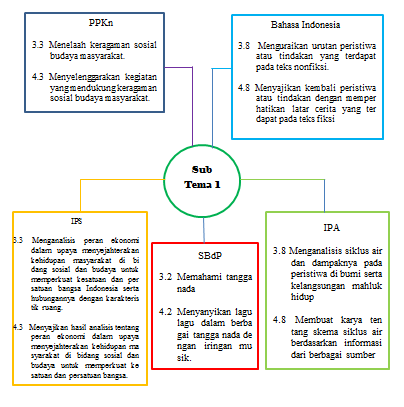 PPKn
3.3 Menelaah keragaman sosial
budaya masyarakat.
4.3 Menyelenggarakan kegiatan
yang mendukung keragaman
sosial budaya masyarakat.
Bahasa Indonesia
3.8 Menguraikan urutan peristiwa
atau tindakan yang terdapat
pada teks nonfiksi.
4.8 Menyajikan kembali peristiwa
atau tindakan dengan memper
hatikan latar cerita yang ter
dapat pada teks fiksi
Sub
Tema 1
IPS
3.3 Menganalisis peran ekonomi
dalam upaya menyejahterakan
kehidupan masyarakat di bi
dang sosial dan budaya untuk
memperkuat kesatuan dan per
satuan bangsa Indonesia serta
hubungannya dengan karakteris
tik ruang.
4.3 Menyajikan hasil analisis tentang
peran ekonomi dalam upaya
menyejahterakan kehidupan ma
syarakat di bidang sosial dan
budaya untuk memperkuat ke
satuan dan persatuan bangsa.
SBdP
3.2 Memahami tangga
nada
4.2 Menyanyikan lagu
lagu dalam berba
gai tangga nada de
ngan iringan mu
sik.
IPA
3.8 Menganalisis siklus air
dan dampaknya pada
peristiwa di bumi serta
kelangsungan mahluk
hidup
4.8 Membuat karya ten
tang skema siklus air
berdasarkan informasi
dari berbagai sumber